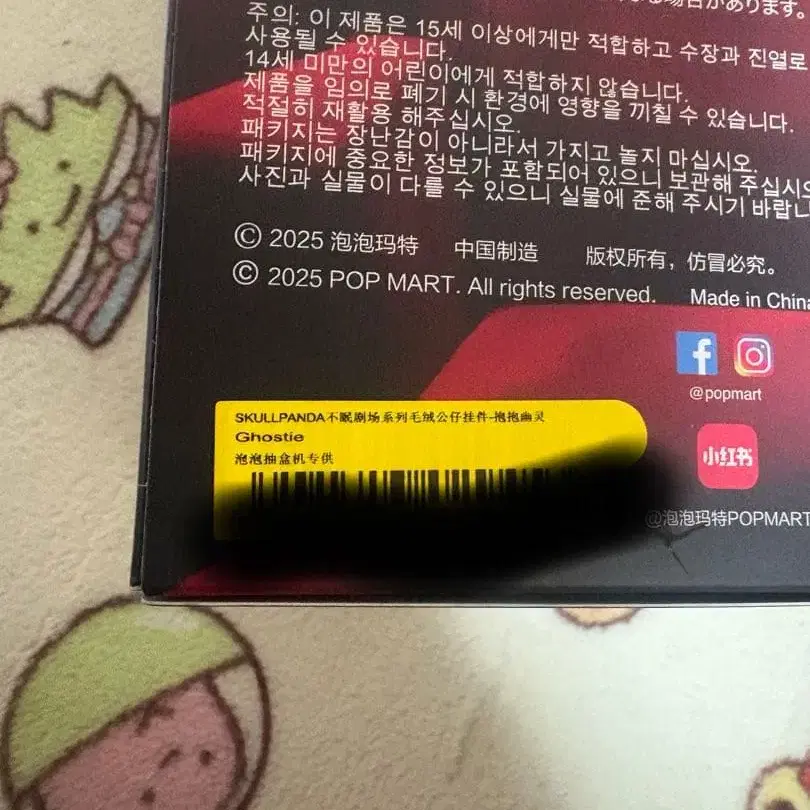 주의: 이 제품은 15세 이상에게만 적합하고 수장과 진열로
사용될 수 있습니다.
14세 미만의 어린이에게 적합하지 않습니다.
제품을 임의로 폐기 시 환경에 영향을 끼칠 수 있습니다.
적절히 재활용 해주십시오.
패키지는 장난감이 아니라서 가지고 놀지 마십시오.
패키지에 중요한 정보가 포함되어 있으니 보관해 주십시오
사진과 실물이 다를 수 있으니 실물에 준해 주시기 바랍니
© 2025 泡泡玛特 中国制造 版权所有，仿冒必究。
© 2025 POP MART. All rights reserved. Made in China
@popmart
SKULLPANDA不眠剧场系列毛绒公仔挂件-抱抱幽灵
Ghostie
泡泡抽盒机专供
小红书
@泡泡玛特POPMART